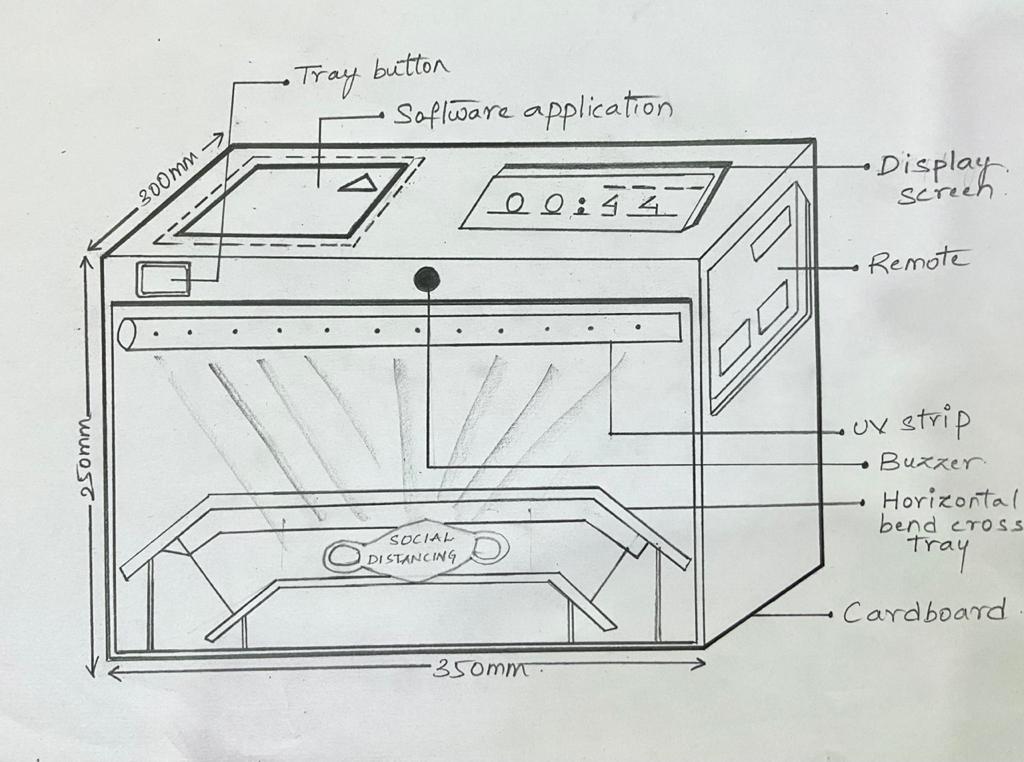 Tray button
Software application
Display
screen
300mm
00:44
Remote
250mm
UV strip
Buzzer
Horizontal
bend cross
tray
SOCIAL
DISTANCING
Cardboard
350mm